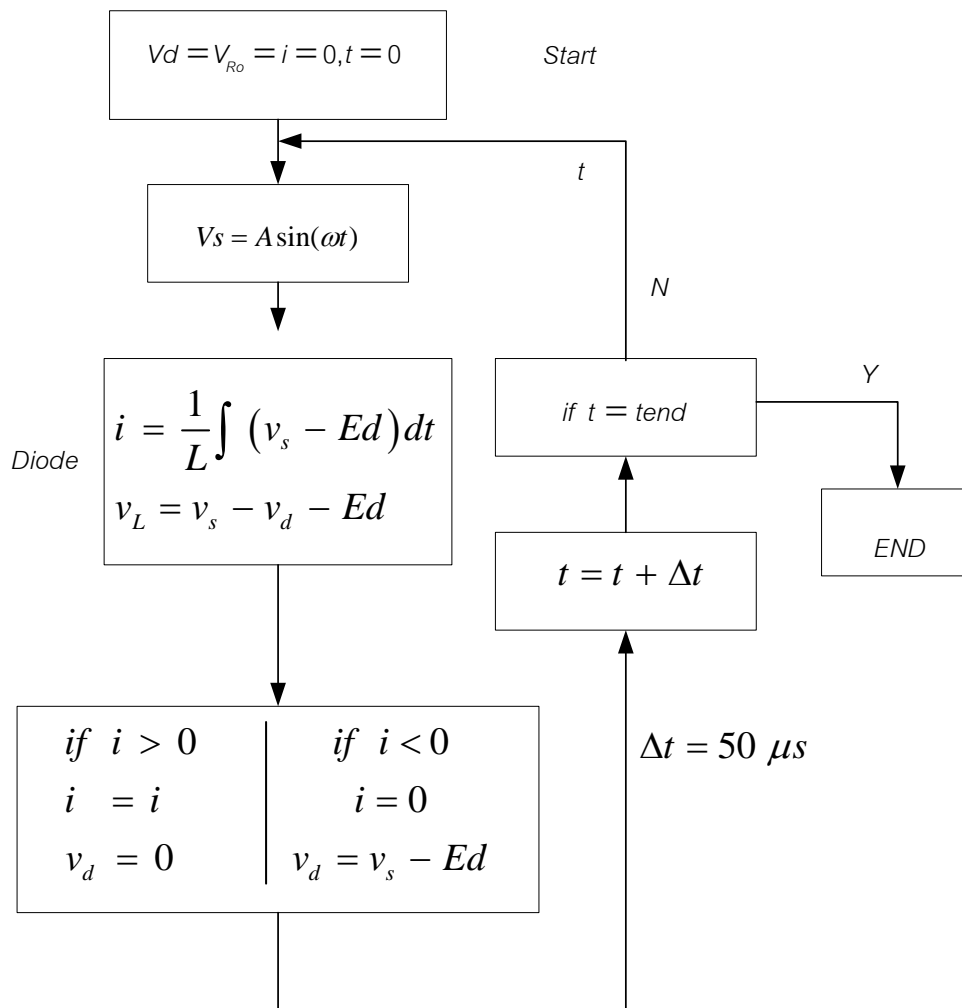 Vd = V_Ro = i = 0, t = 0
Start
t
Vs = A sin(ωt)
N
Y
i = 1/L ∫ (v_s − Ed) dt
if t = tend
Diode
v_L = v_s − v_d − Ed
END
t = t + Δt
if i > 0
i = i
v_d = 0
if i < 0
i = 0
v_d = v_s − Ed
Δt = 50 μs